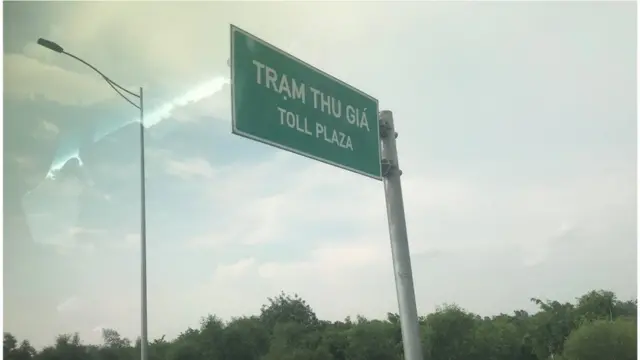 TRẠM THU GIÁ
TOLL PLAZA